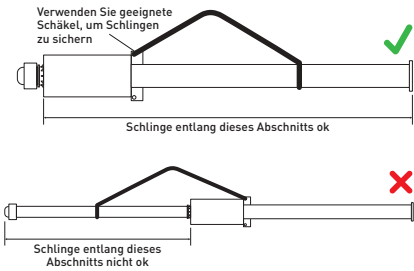 Verwenden Sie geeignete
Schäkel, um Schlingen
zu sichern
Schlinge entlang dieses Abschnitts ok
Schlinge entlang dieses
Abschnitts nicht ok